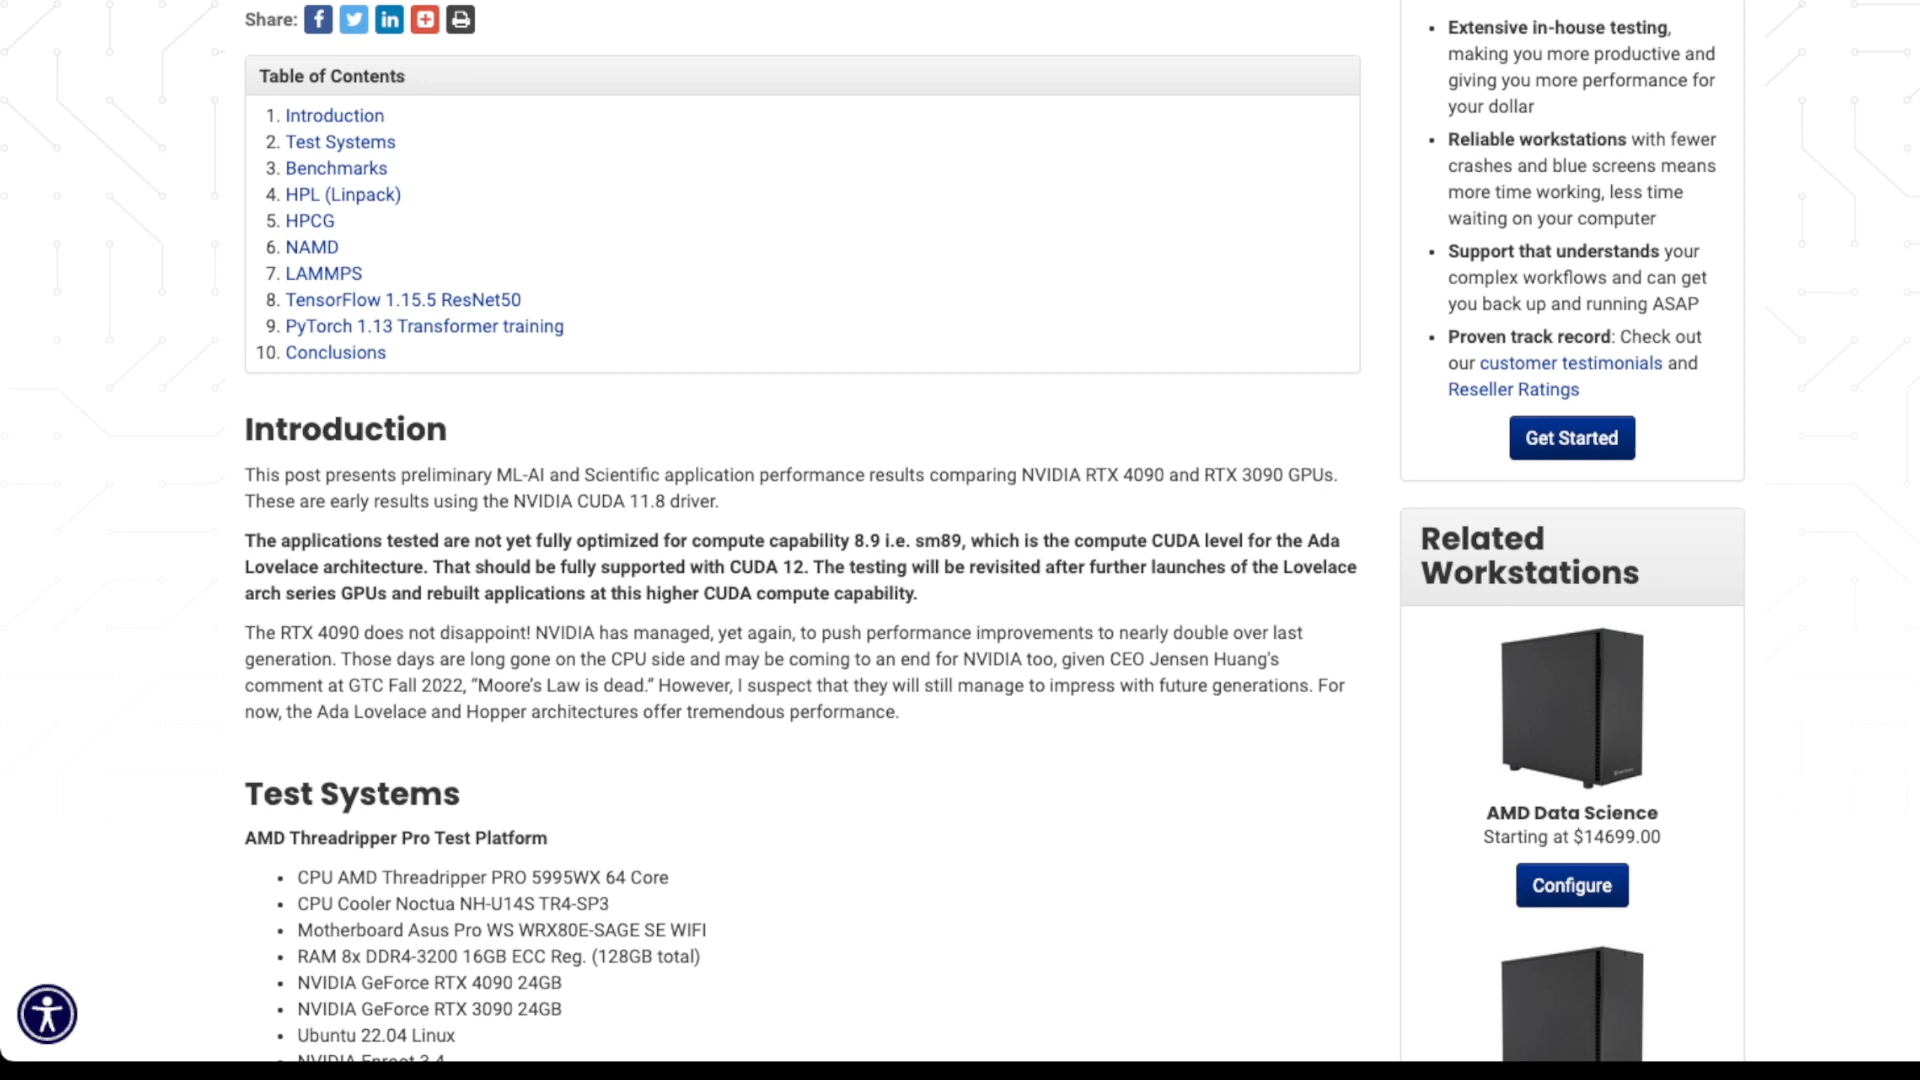 Share:
Table of Contents
1. Introduction
2. Test Systems
3. Benchmarks
4. HPL (Linpack)
5. HPCG
6. NAMD
7. LAMMPS
8. TensorFlow 1.15.5 ResNet50
9. PyTorch 1.13 Transformer training
10. Conclusions
Introduction
This post presents preliminary ML-AI and Scientific application performance results comparing NVIDIA RTX 4090 and RTX 3090 GPUs.
These are early results using the NVIDIA CUDA 11.8 driver.
The applications tested are not yet fully optimized for compute capability 8.9 i.e. sm89, which is the compute CUDA level for the Ada
Lovelace architecture. That should be fully supported with CUDA 12. The testing will be revisited after further launches of the Lovelace
arch series GPUs and rebuilt applications at this higher CUDA compute capability.
The RTX 4090 does not disappoint! NVIDIA has managed, yet again, to push performance improvements to nearly double over last
generation. Those days are long gone on the CPU side and may be coming to an end for NVIDIA too, given CEO Jensen Huang's
comment at GTC Fall 2022, “Moore’s Law is dead.” However, I suspect that they will still manage to impress with future generations. For
now, the Ada Lovelace and Hopper architectures offer tremendous performance.
Test Systems
AMD Threadripper Pro Test Platform
• CPU AMD Threadripper PRO 5995WX 64 Core
• CPU Cooler Noctua NH-U14S TR4-SP3
• Motherboard Asus Pro WS WRX80E-SAGE SE WIFI
• RAM 8x DDR4-3200 16GB ECC Reg. (128GB total)
• NVIDIA GeForce RTX 4090 24GB
• NVIDIA GeForce RTX 3090 24GB
• Ubuntu 22.04 Linux
• NVIDIA Enroot 3.4
• Extensive in-house testing,
making you more productive and
giving you more performance for
your dollar
• Reliable workstations with fewer
crashes and blue screens means
more time working, less time
waiting on your computer
• Support that understands your
complex workflows and can get
you back up and running ASAP
• Proven track record: Check out
our customer testimonials and
Reseller Ratings
Get Started
Related
Workstations
AMD Data Science
Starting at $14699.00
Configure